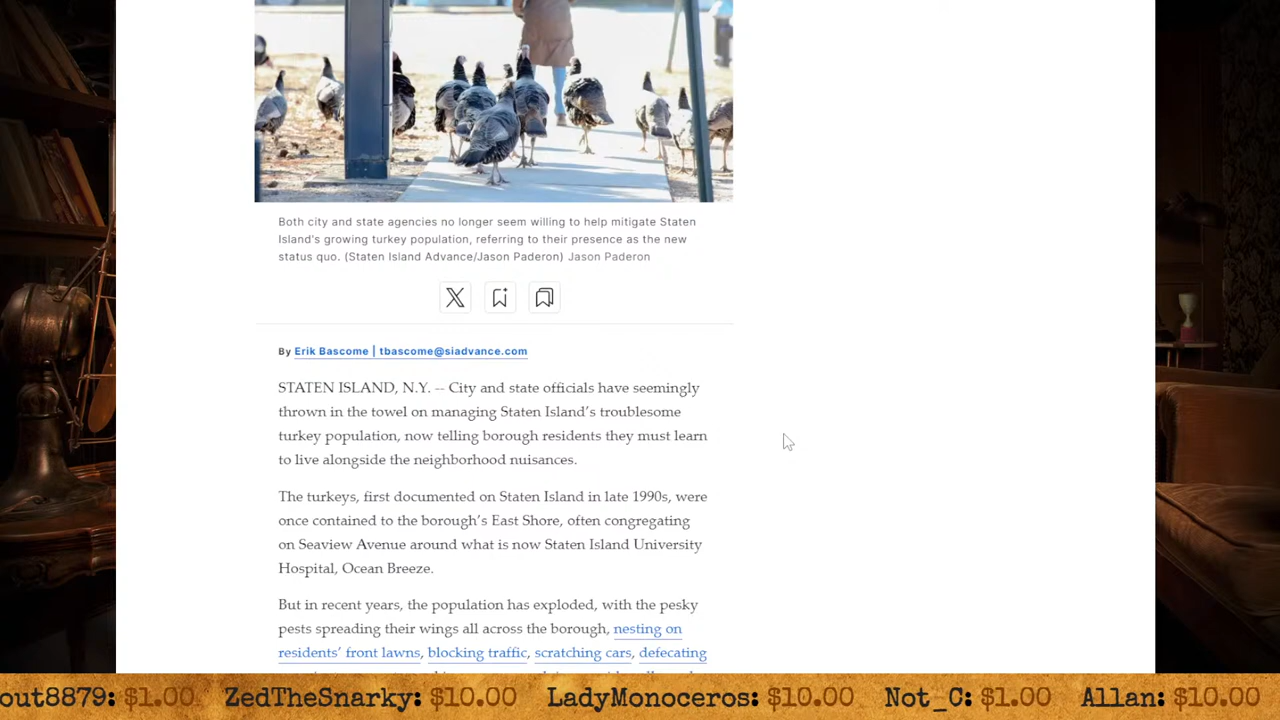 Both city and state agencies no longer seem willing to help mitigate Staten
Island's growing turkey population, referring to their presence as the new
status quo. (Staten Island Advance/Jason Paderon) Jason Paderon
By Erik Bascome | tbascome@siadvance.com
STATEN ISLAND, N.Y. — City and state officials have seemingly
thrown in the towel on managing Staten Island’s troublesome
turkey population, now telling borough residents they must learn
to live alongside the neighborhood nuisances.
The turkeys, first documented on Staten Island in late 1990s, were
once contained to the borough’s East Shore, often congregating
on Seaview Avenue around what is now Staten Island University
Hospital, Ocean Breeze.
But in recent years, the population has exploded, with the pesky
pests spreading their wings all across the borough, nesting on
residents’ front lawns, blocking traffic, scratching cars, defecating
out8879: $1.00 ZedTheSnarky: $10.00 LadyMonoceros: $10.00 Not_C: $1.00 Allan: $10.00